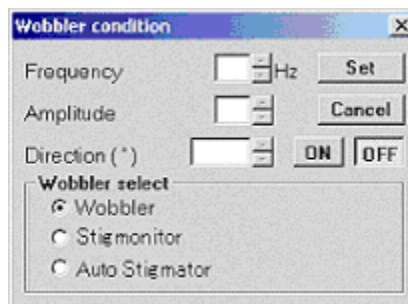 Wobbler condition
Frequency Hz Set
Amplitude Cancel
Direction (°) ON OFF
Wobbler select
Wobbler
Stigmonitor
Auto Stigmator